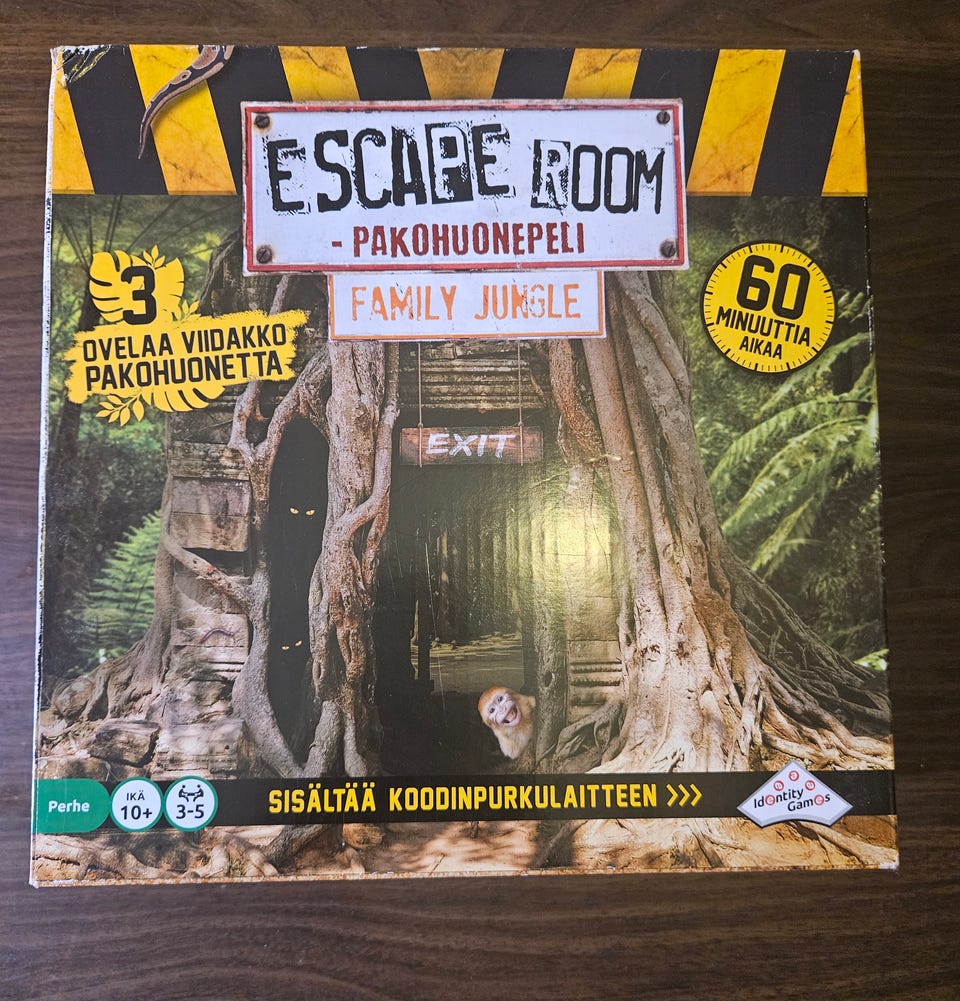 ESCAPE ROOM
- PAKOHUONEPELI
FAMILY JUNGLE
3
OVELAA VIIDAKKO
PAKOHUONETTA
60
MINUUTTIA
AIKAA
EXIT
Perhe
IKÄ
10+
3-5
SISÄLTÄÄ KOODINPURKULAITTEEN >>>
Identity
Games